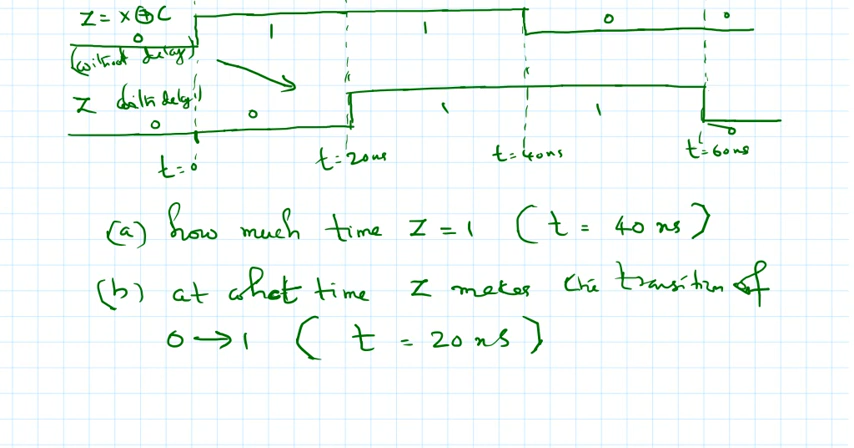 Z = X ⊕ C
0 1 1 0 0
(without delay)
Z (with delay)
0 0 1 1 0
t=0 t=20ns t=40ns t=60ns
(a) how much time Z = 1 (t = 40 ns)
(b) at what time Z makes the transition of
0 → 1 (t = 20 ns)